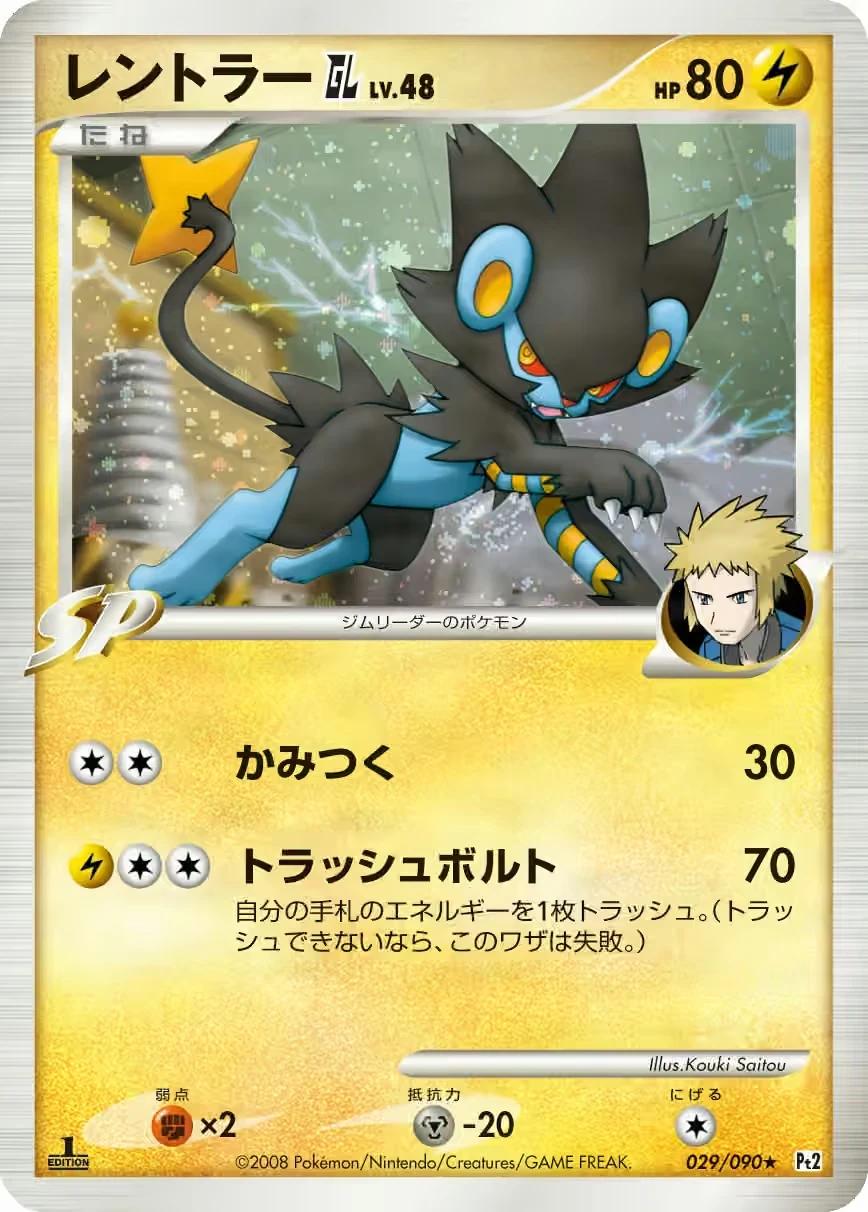 レントラー GL LV.48 HP 80
たね
SP
ジムリーダーのポケモン
かみつく 30
トラッシュボルト 70
自分の手札のエネルギーを1枚トラッシュ。(トラッ
シュできないなら、このワザは失敗。)
Illus.Kouki Saitou
弱点 抵抗力 にげる
×2 -20
1 EDITION ©2008 Pokémon/Nintendo/Creatures/GAME FREAK. 029/090★ Pt2